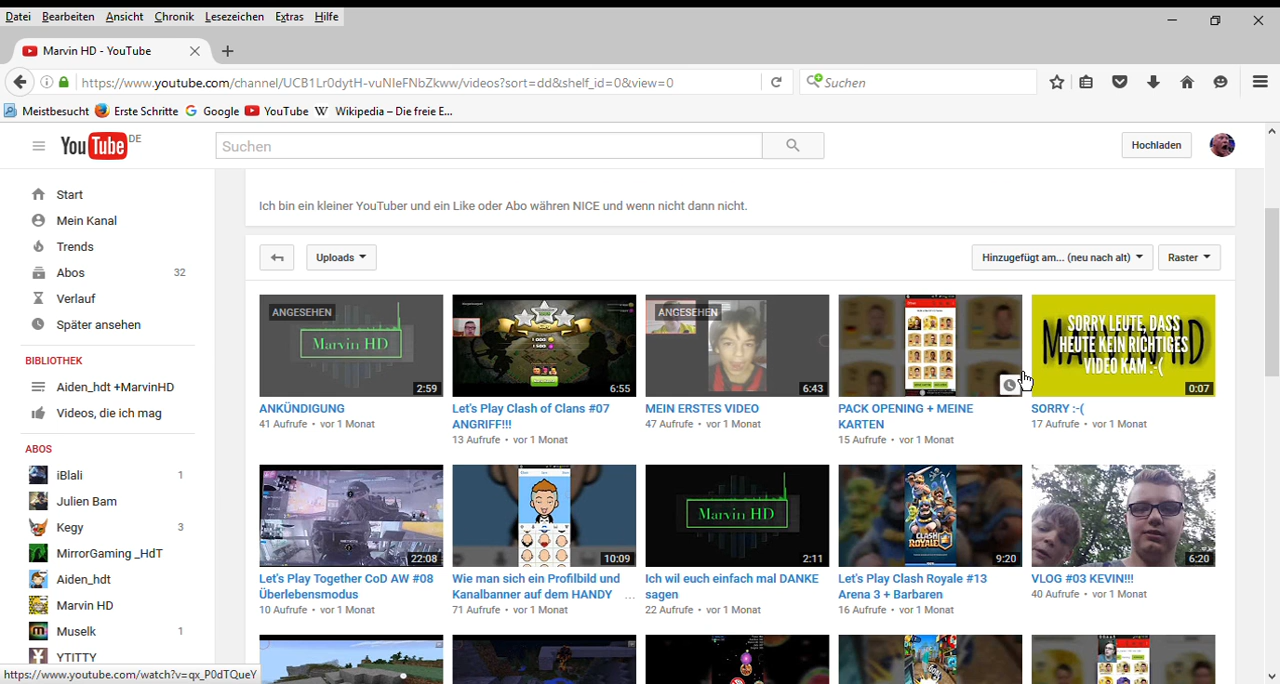 Datei Bearbeiten Ansicht Chronik Lesezeichen Extras Hilfe
Marvin HD - YouTube
https://www.youtube.com/channel/UCB1Lr0dytH-vuNIeFNbZkww/videos?sort=dd&shelf_id=0&view=0
Suchen
Meistbesucht Erste Schritte Google YouTube Wikipedia – Die freie E...
YouTube DE
Suchen
Hochladen
Start
Mein Kanal
Trends
Abos 32
Verlauf
Später ansehen
BIBLIOTHEK
Aiden_hdt +MarvinHD
Videos, die ich mag
ABOS
iBlali 1
Julien Bam
Kegy 3
MirrorGaming _HdT
Aiden_hdt
Marvin HD
Muselk 1
YTITTY
https://www.youtube.com/watch?v=qx_P0dTQueY
Ich bin ein kleiner YouTuber und ein Like oder Abo währen NICE und wenn nicht dann nicht.
Uploads
Hinzugefügt am... (neu nach alt)
Raster
ANGESEHEN
Marvin HD
2:59
ANKÜNDIGUNG
41 Aufrufe • vor 1 Monat
6:55
Let's Play Clash of Clans #07
ANGRIFF!!!
13 Aufrufe • vor 1 Monat
ANGESEHEN
6:43
MEIN ERSTES VIDEO
47 Aufrufe • vor 1 Monat
PACK OPENING + MEINE
KARTEN
15 Aufrufe • vor 1 Monat
MARVINHD
SORRY LEUTE, DASS
HEUTE KEIN RICHTIGES
VIDEO KAM :-(
0:07
SORRY :-(
17 Aufrufe • vor 1 Monat
22:08
Let's Play Together CoD AW #08
Überlebensmodus
10 Aufrufe • vor 1 Monat
10:09
Wie man sich ein Profilbild und
Kanalbanner auf dem HANDY ...
71 Aufrufe • vor 1 Monat
Marvin HD
2:11
Ich wil euch einfach mal DANKE
sagen
22 Aufrufe • vor 1 Monat
CLASH
ROYALE
9:20
Let's Play Clash Royale #13
Arena 3 + Barbaren
16 Aufrufe • vor 1 Monat
6:20
VLOG #03 KEVIN!!!
40 Aufrufe • vor 1 Monat